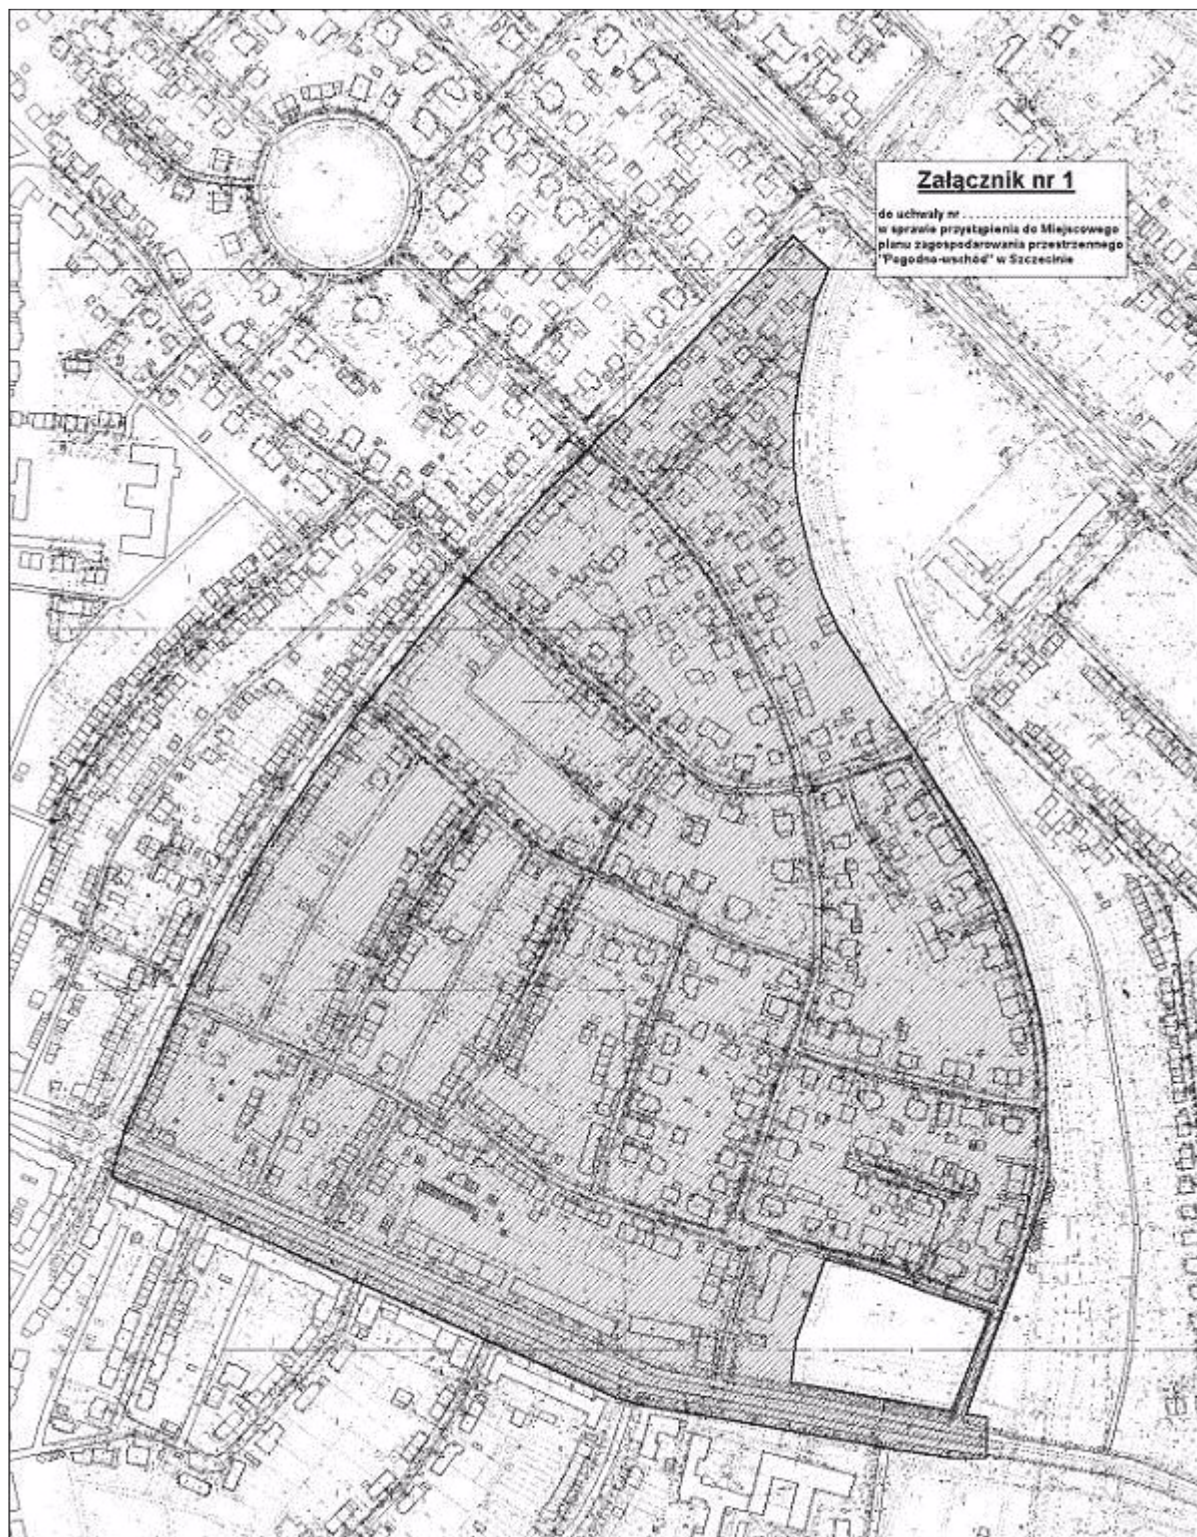 Załącznik nr 1
do uchwały nr ..............................
w sprawie przystąpienia do Miejscowego
planu zagospodarowania przestrzennego
"Pogodno-wschód" w Szczecinie